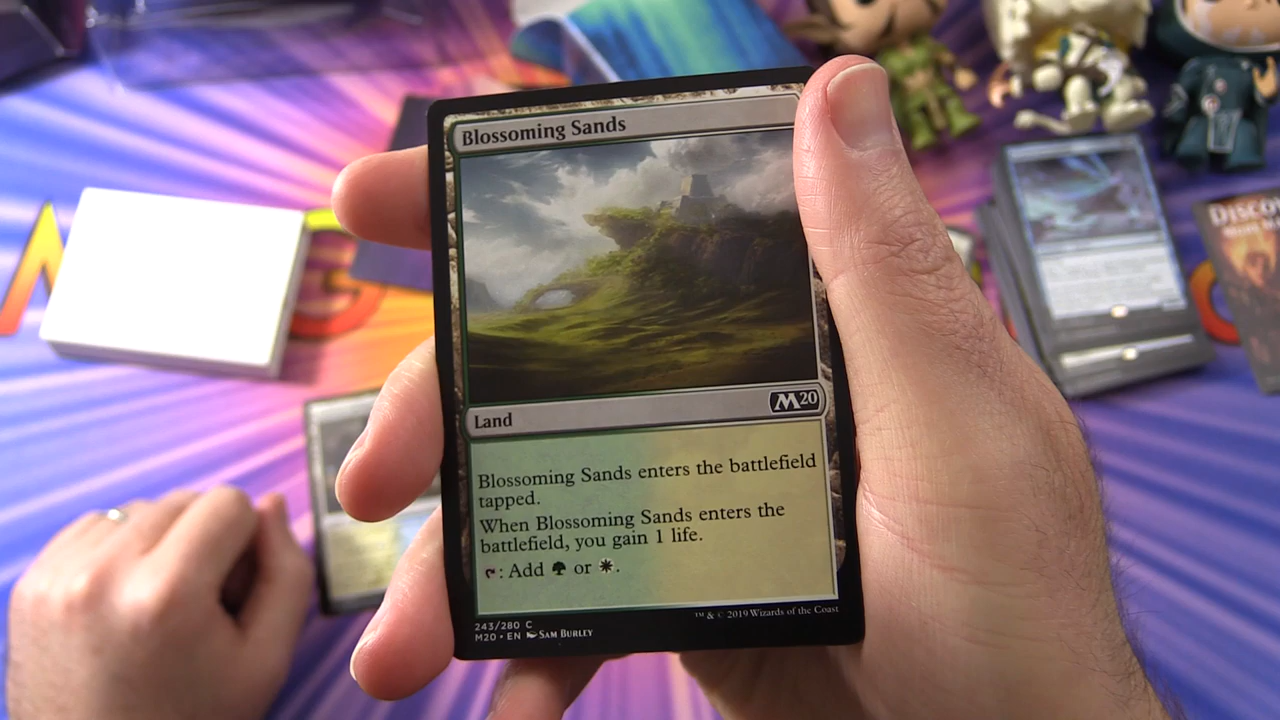 Blossoming Sands
Land
M20
Blossoming Sands enters the battlefield
tapped.
When Blossoming Sands enters the
battlefield, you gain 1 life.
: Add or .
243/280 C
M20 • EN SAM BURLEY
™ & © 2019 Wizards of the Coast
DISCOV